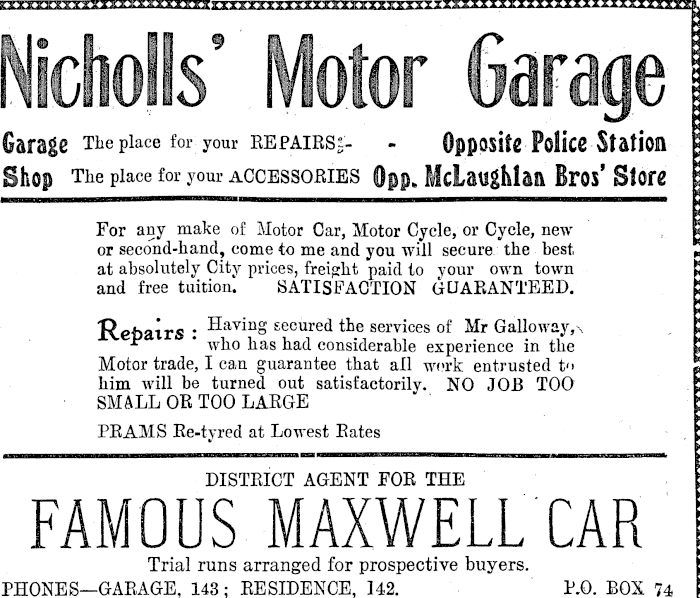 Nicholls' Motor Garage
Garage The place for your REPAIRS:- - Opposite Police Station
Shop The place for your ACCESSORIES Opp. McLaughlan Bros' Store
For any make of Motor Car, Motor Cycle, or Cycle, new
or second-hand, come to me and you will secure the best
at absolutely City prices, freight paid to your own town
and free tuition. SATISFACTION GUARANTEED.
Repairs: Having secured the services of Mr Galloway,
who has had considerable experience in the
Motor trade, I can guarantee that all work entrusted to
him will be turned out satisfactorily. NO JOB TOO
SMALL OR TOO LARGE
PRAMS Re-tyred at Lowest Rates
DISTRICT AGENT FOR THE
FAMOUS MAXWELL CAR
Trial runs arranged for prospective buyers.
PHONES—GARAGE, 143; RESIDENCE, 142. P.O. BOX 74